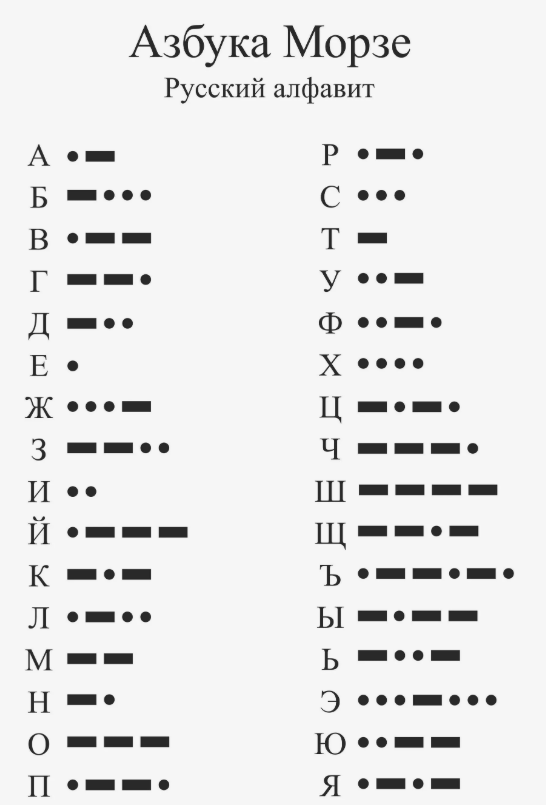 Азбука Морзе
Русский алфавит
А •–
Б –•••
В •––
Г ––•
Д –••
Е •
Ж •••–
З ––••
И ••
Й •–––
К –•–
Л •–••
М ––
Н –•
О –––
П •––•
Р •–•
С •••
Т –
У ••–
Ф ••–•
Х ••••
Ц –•–•
Ч –––•
Ш ––––
Щ ––•–
Ъ •––•–•
Ы –•––
Ь –••–
Э •••–•••
Ю ••––
Я •–•–